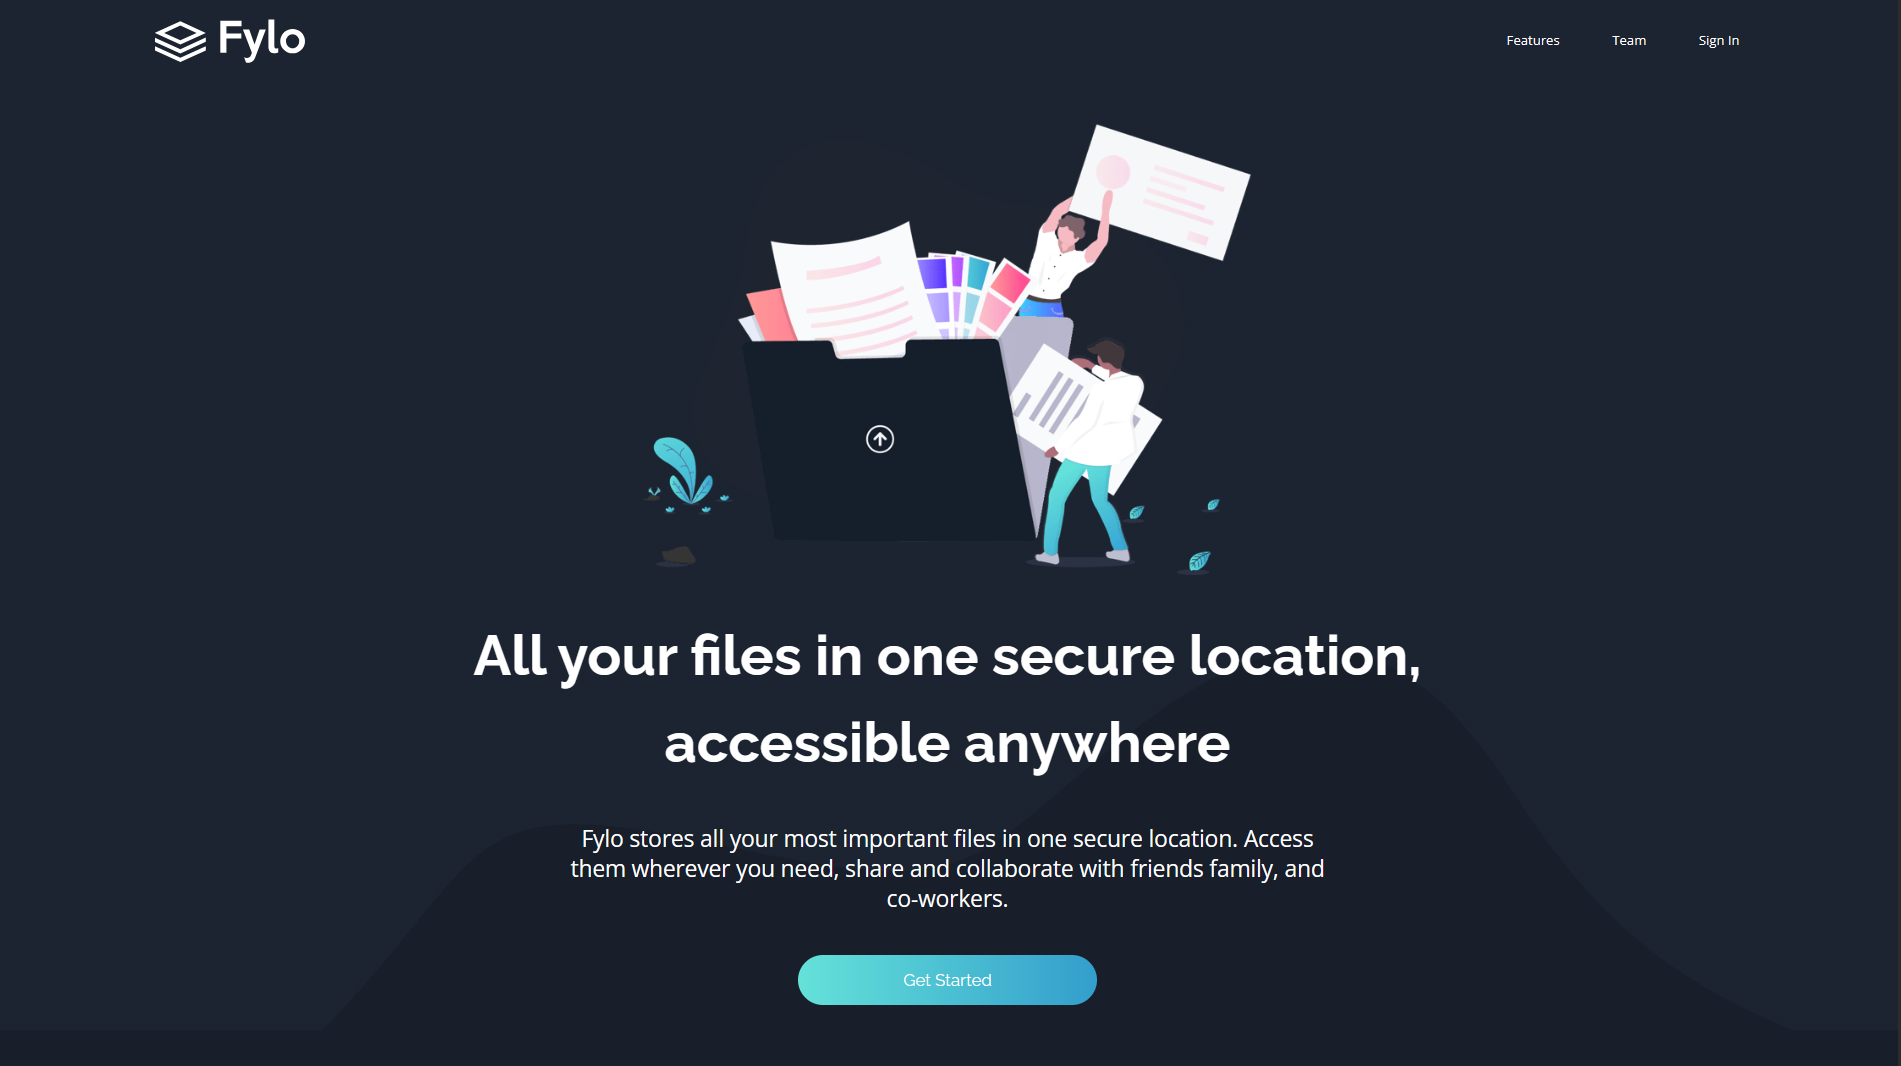 Fylo
Features
Team
Sign In
All your files in one secure location,
accessible anywhere
Fylo stores all your most important files in one secure location. Access
them wherever you need, share and collaborate with friends family, and
co-workers.
Get Started